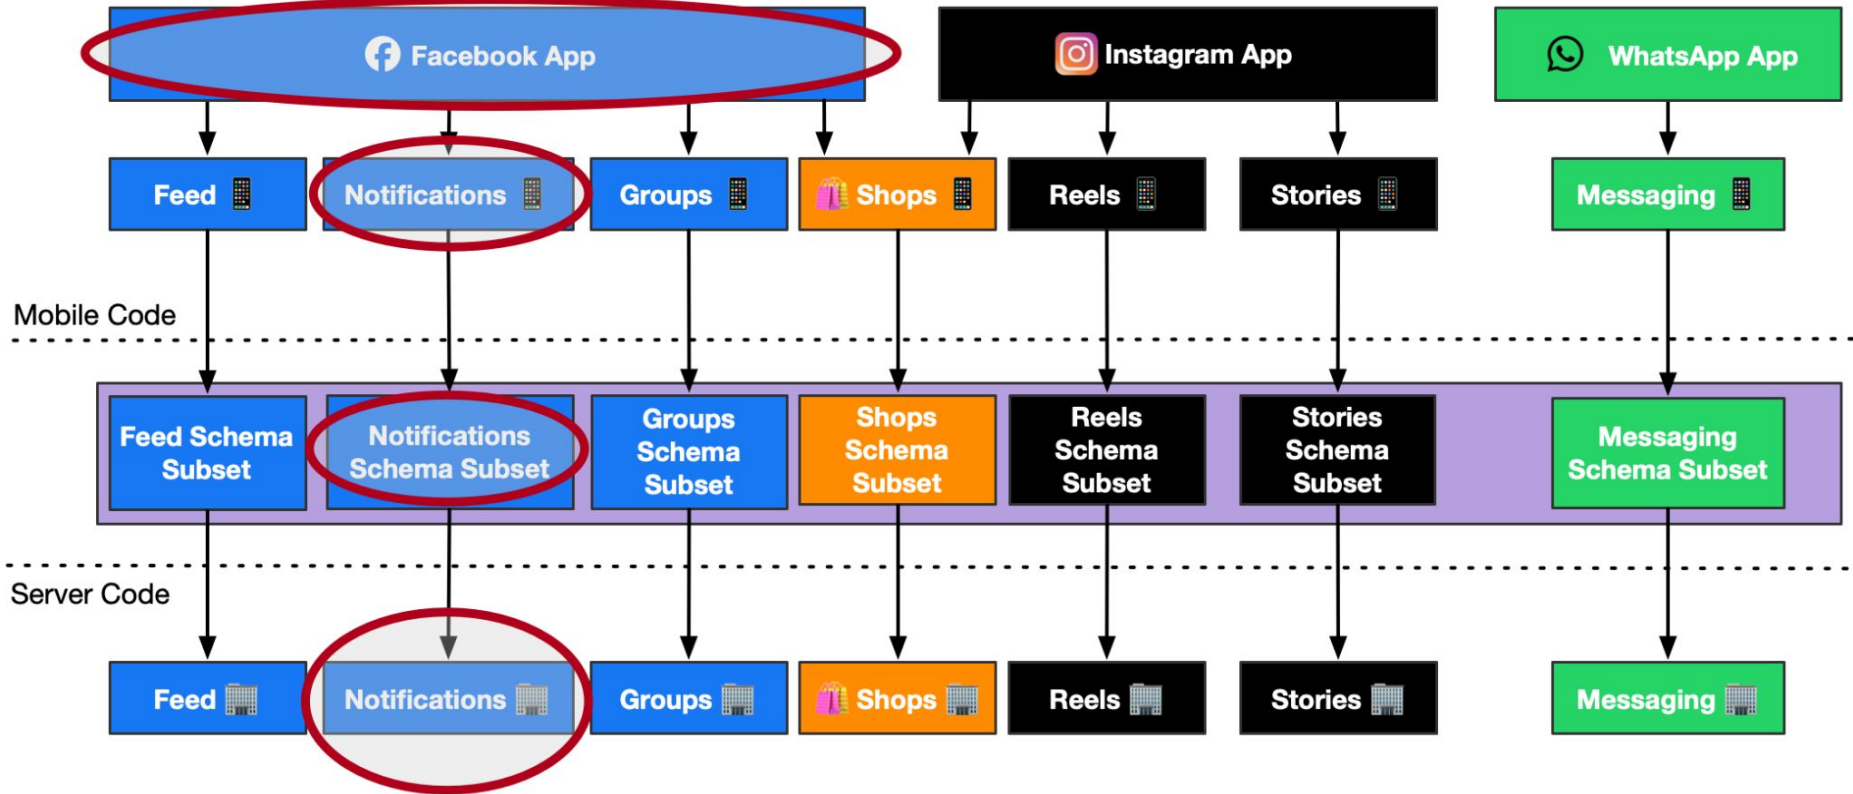 Facebook App
Instagram App
WhatsApp App
Feed
Notifications
Groups
Shops
Reels
Stories
Messaging
Mobile Code
Feed Schema
Subset
Notifications
Schema Subset
Groups
Schema
Subset
Shops
Schema
Subset
Reels
Schema
Subset
Stories
Schema
Subset
Messaging
Schema Subset
Server Code
Feed
Notifications
Groups
Shops
Reels
Stories
Messaging